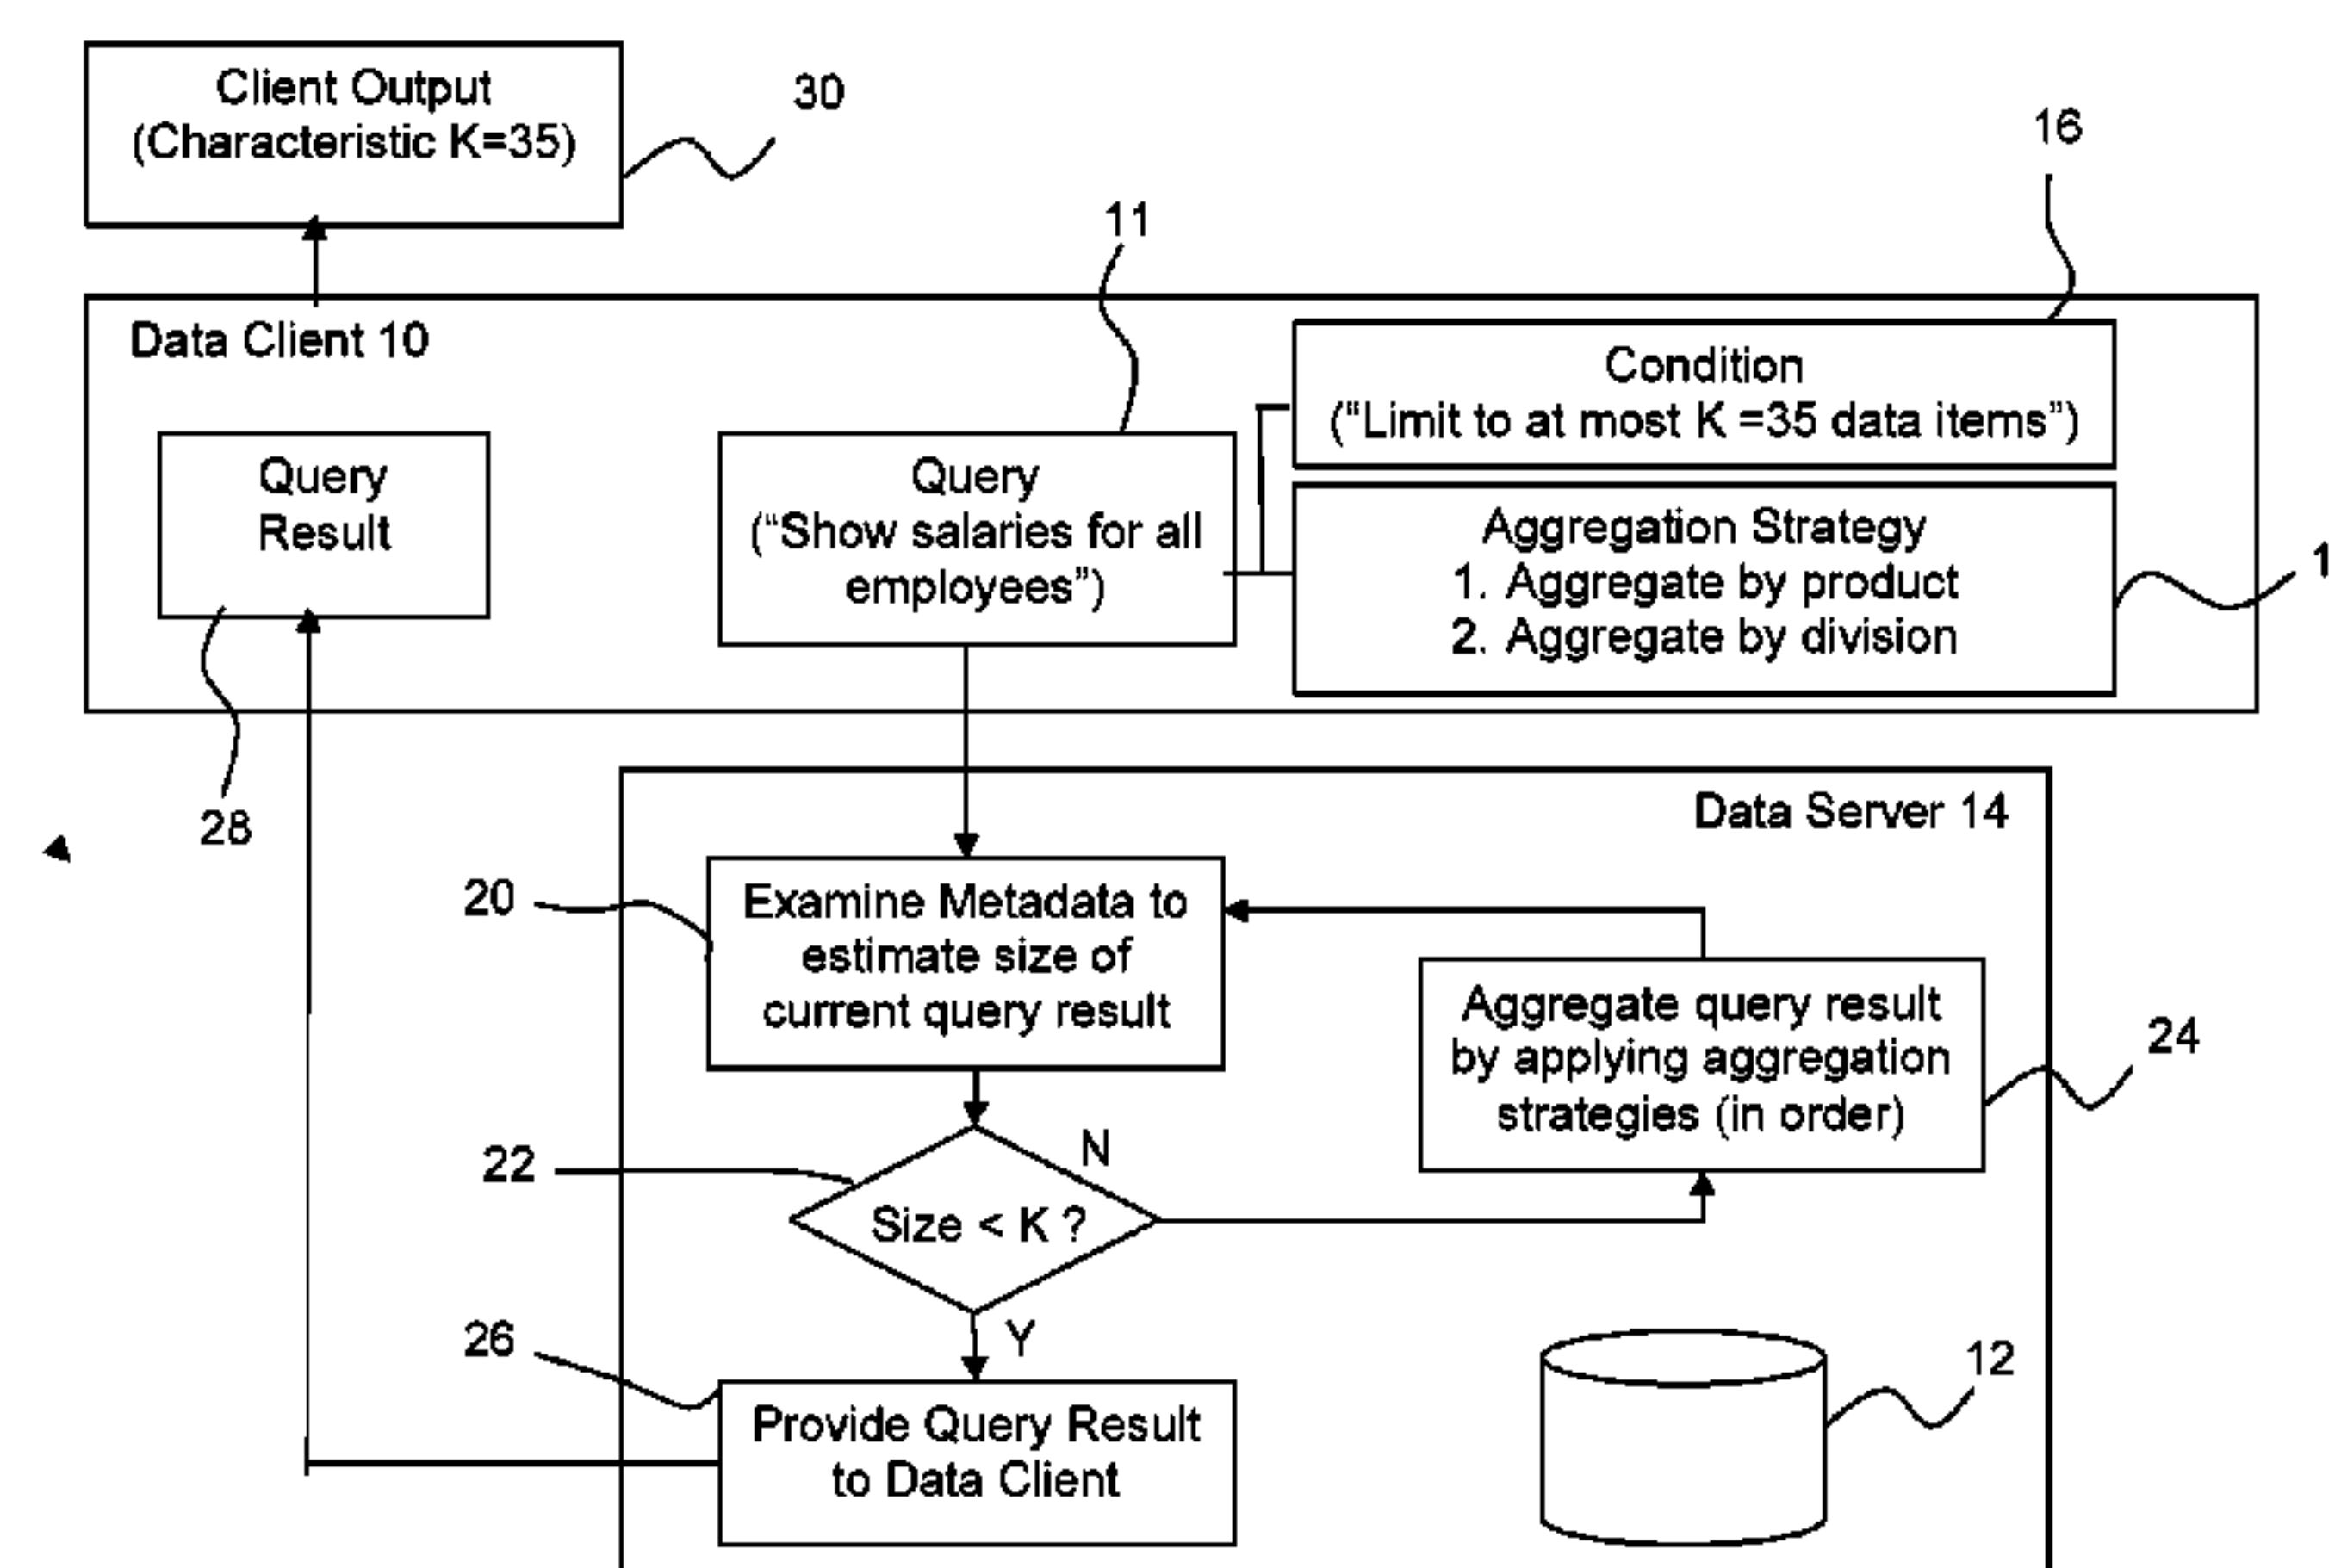 Client Output
(Characteristic K=35)
30
16
11
Data Client 10
Condition
(“Limit to at most K =35 data items”)
Query
Result
Query
(“Show salaries for all
employees”)
Aggregation Strategy
1. Aggregate by product
2. Aggregate by division
1
28
Data Server 14
20
Examine Metadata to
estimate size of
current query result
Aggregate query result
by applying aggregation
strategies (in order)
24
22
N
Size < K ?
26
Y
12
Provide Query Result
to Data Client